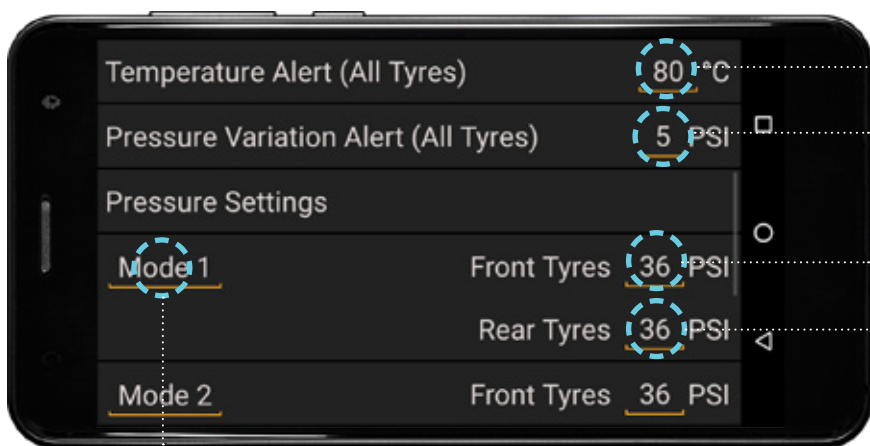 Temperature Alert (All Tyres) 80 °C
Pressure Variation Alert (All Tyres) 5 PSI
Pressure Settings
Mode 1 Front Tyres 36 PSI
Rear Tyres 36 PSI
Mode 2 Front Tyres 36 PSI